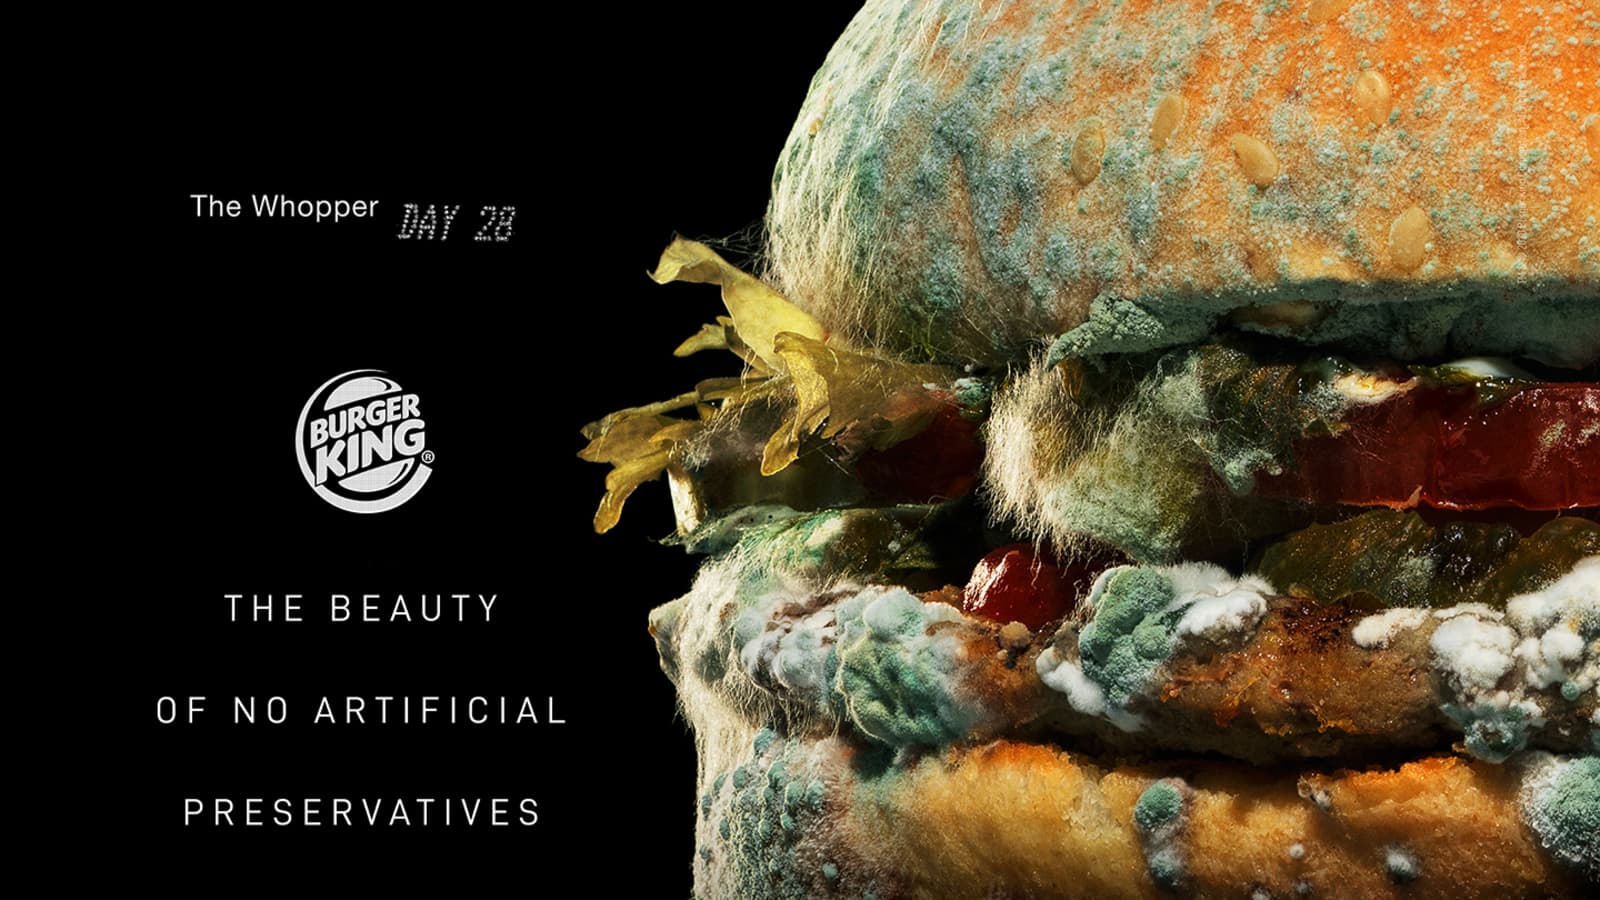 The Whopper DAY 28
BURGER
KING®
THE BEAUTY
OF NO ARTIFICIAL
PRESERVATIVES